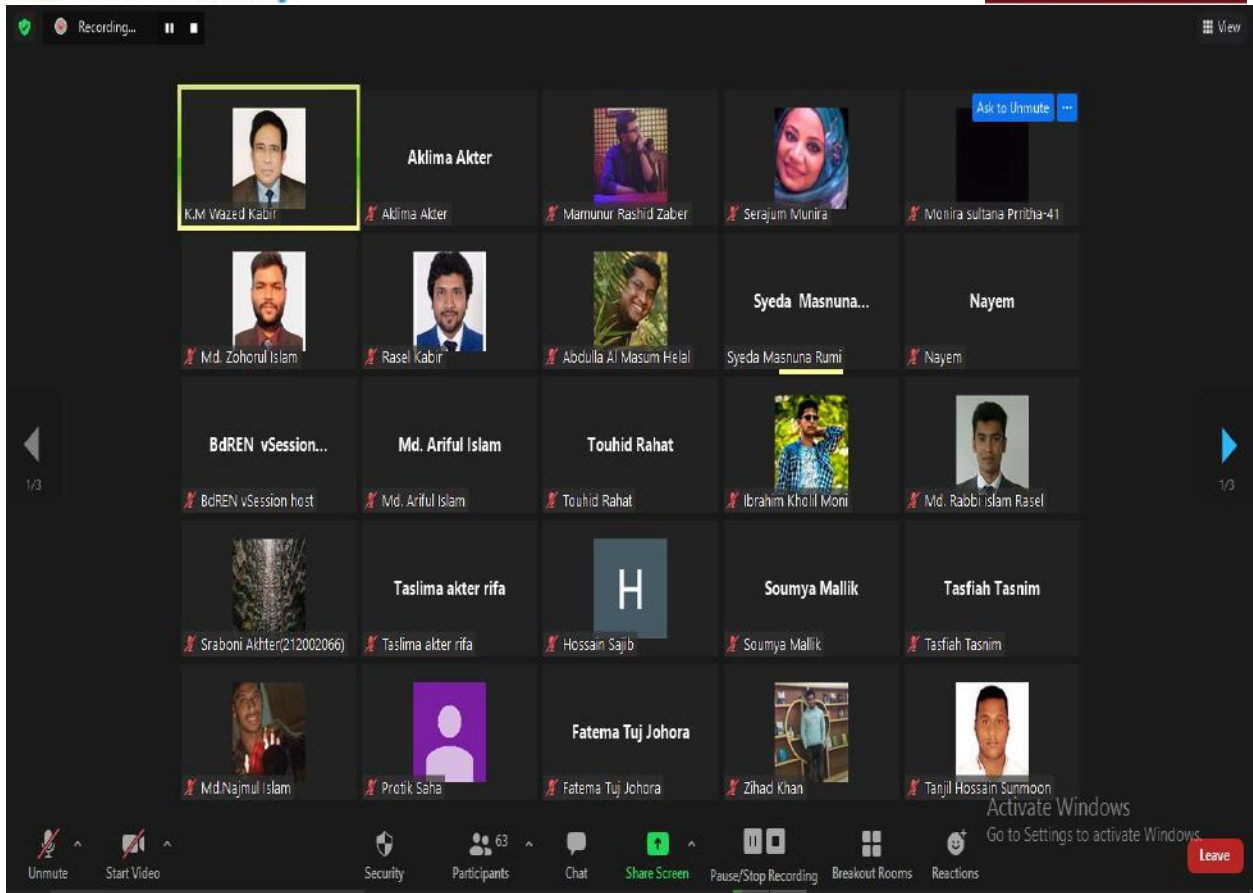 Recording...
View
K.M Wazed Kabir
Aklima Akter
Aklima Akter
Mamunur Rashid Zaber
Serajum Munira
Ask to Unmute ...
Monira sultana Prritha-41
Md. Zohorul Islam
Rasel Kabir
Abdulla Al Masum Helal
Syeda Masnuna...
Syeda Masnuna Rumi
Nayem
Nayem
BdREN vSession...
BdREN vSession host
Md. Ariful Islam
Md. Ariful Islam
Touhid Rahat
Touhid Rahat
Ibrahim Kholil Moni
Md. Rabbi islam Rasel
1/3
1/3
Sraboni Akhter(212002066)
Taslima akter rifa
Taslima akter rifa
H
Hossain Sajib
Soumya Mallik
Soumya Mallik
Tasfiah Tasnim
Tasfiah Tasnim
Md.Najmul Islam
Protik Saha
Fatema Tuj Johora
Fatema Tuj Johora
Zihad Khan
Tanjil Hossain Sunmoon
Activate Windows
Go to Settings to activate Windows.
Unmute
Start Video
Security
63
Participants
Chat
Share Screen
Pause/Stop Recording
Breakout Rooms
Reactions
Leave